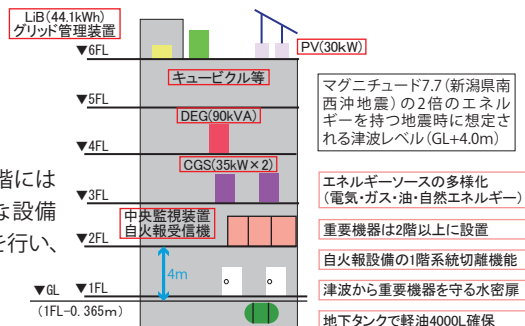 LiB(44.1kWh)
グリッド管理装置
PV(30kW)
▼6FL
キュービクル等
▼5FL
DEG(90kVA)
▼4FL
CGS(35kW×2)
▼3FL
中央監視装置
自火報受信機
▼2FL
4m
▼GL ▼1FL
(1FL-0.365m)
階には
な設備
を行い、
マグニチュード7.7(新潟県南
西沖地震)の2倍のエネル
ギーを持つ地震時に想定さ
れる津波レベル(GL+4.0m)
エネルギーソースの多様化
(電気・ガス・油・自然エネルギー)
重要機器は2階以上に設置
自火報設備の1階系統切離機能
津波から重要機器を守る水密扉
地下タンクで軽油4000L確保